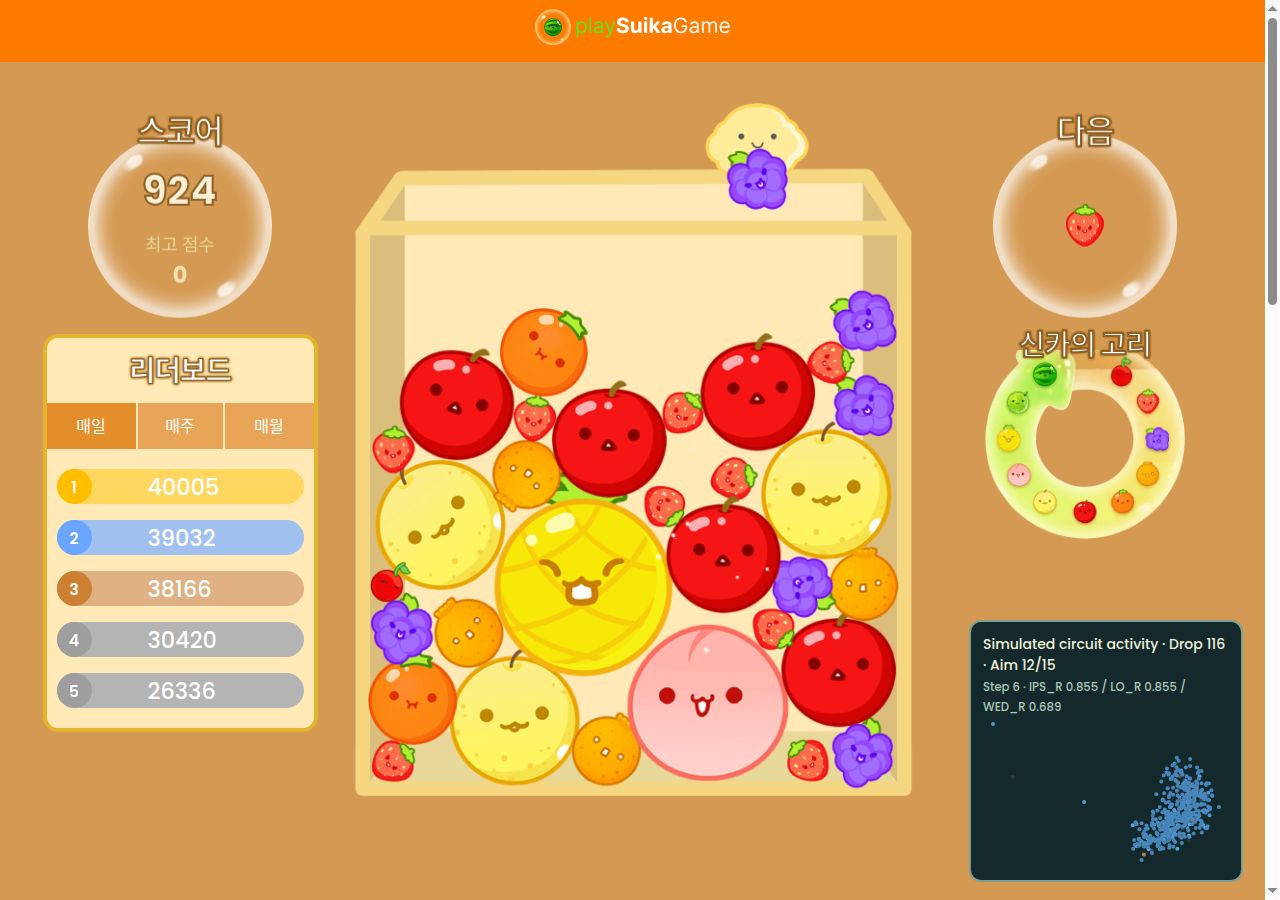 playSuikaGame
스코어
924
최고 점수
0
리더보드
매일 매주 매월
1 40005
2 39032
3 38166
4 30420
5 26336
다음
신카의 고리
Simulated circuit activity · Drop 116
· Aim 12/15
Step 6 · IPS_R 0.855 / LO_R 0.855 /
WED_R 0.689